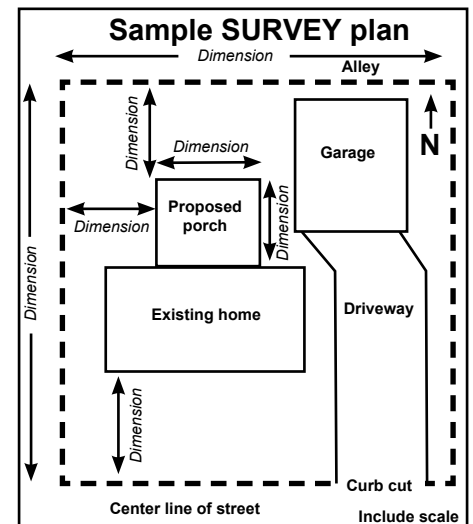 Sample SURVEY plan
Dimension
Alley
Dimension
Dimension
Dimension
Garage
N
Proposed
porch
Dimension
Dimension
Existing home
Driveway
Dimension
Curb cut
Center line of street
Include scale